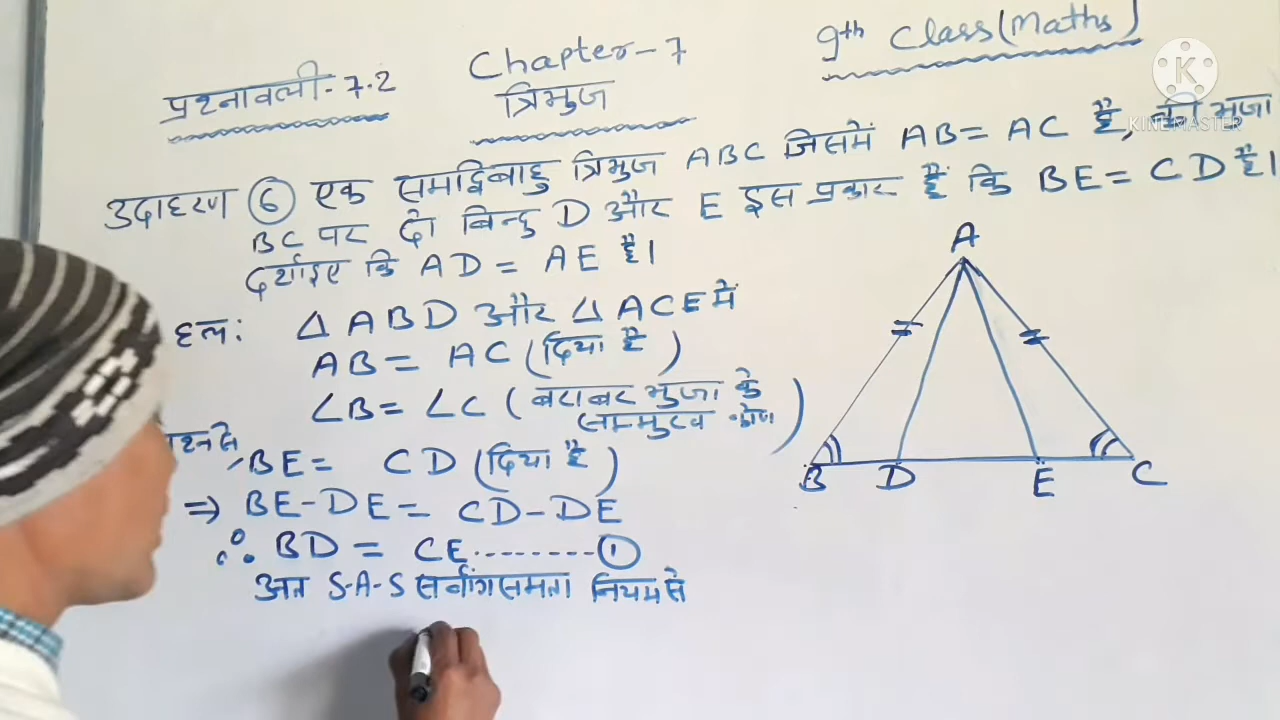 9th Class (Maths)
Chapter-7
प्रश्नावली-7.2
त्रिभुज
उदाहरण 6 एक समद्विबाहु त्रिभुज ABC जिसमें AB = AC है, की भुजा
BC पर दो बिन्दु D और E इस प्रकार हैं कि BE = CD है।
दर्शाइए कि AD = AE है।
हल: Δ ABD और Δ ACE में
AB = AC (दिया है)
∠B = ∠C (बराबर भुजा के
सम्मुख कोण)
प्रश्न से, BE = CD (दिया है)
⇒ BE-DE = CD-DE
∴ BD = CE........①
अत S-A-S सर्वांगसमता नियम से
A
B D E C
K
KINEMASTER